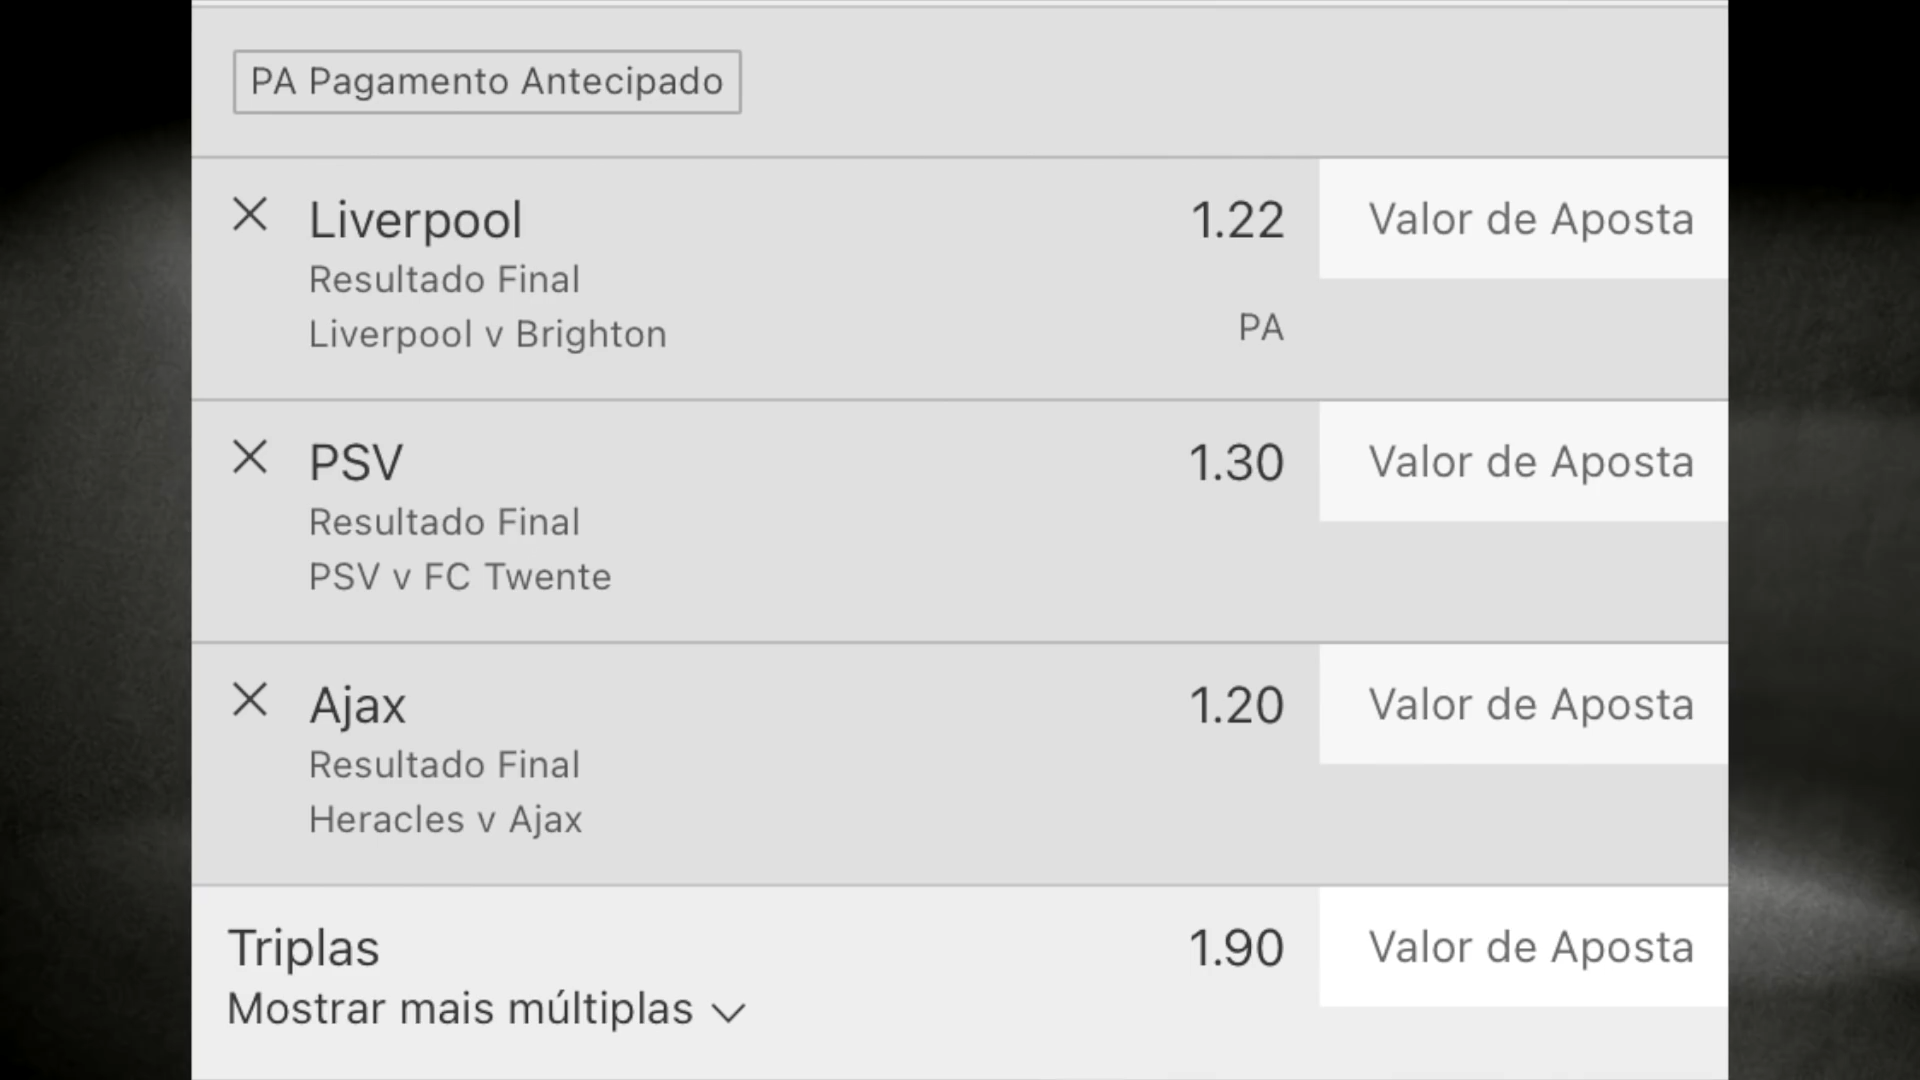 PA Pagamento Antecipado
Liverpool 1.22 Valor de Aposta
Resultado Final
Liverpool v Brighton PA
PSV 1.30 Valor de Aposta
Resultado Final
PSV v FC Twente
Ajax 1.20 Valor de Aposta
Resultado Final
Heracles v Ajax
Triplas 1.90 Valor de Aposta
Mostrar mais múltiplas